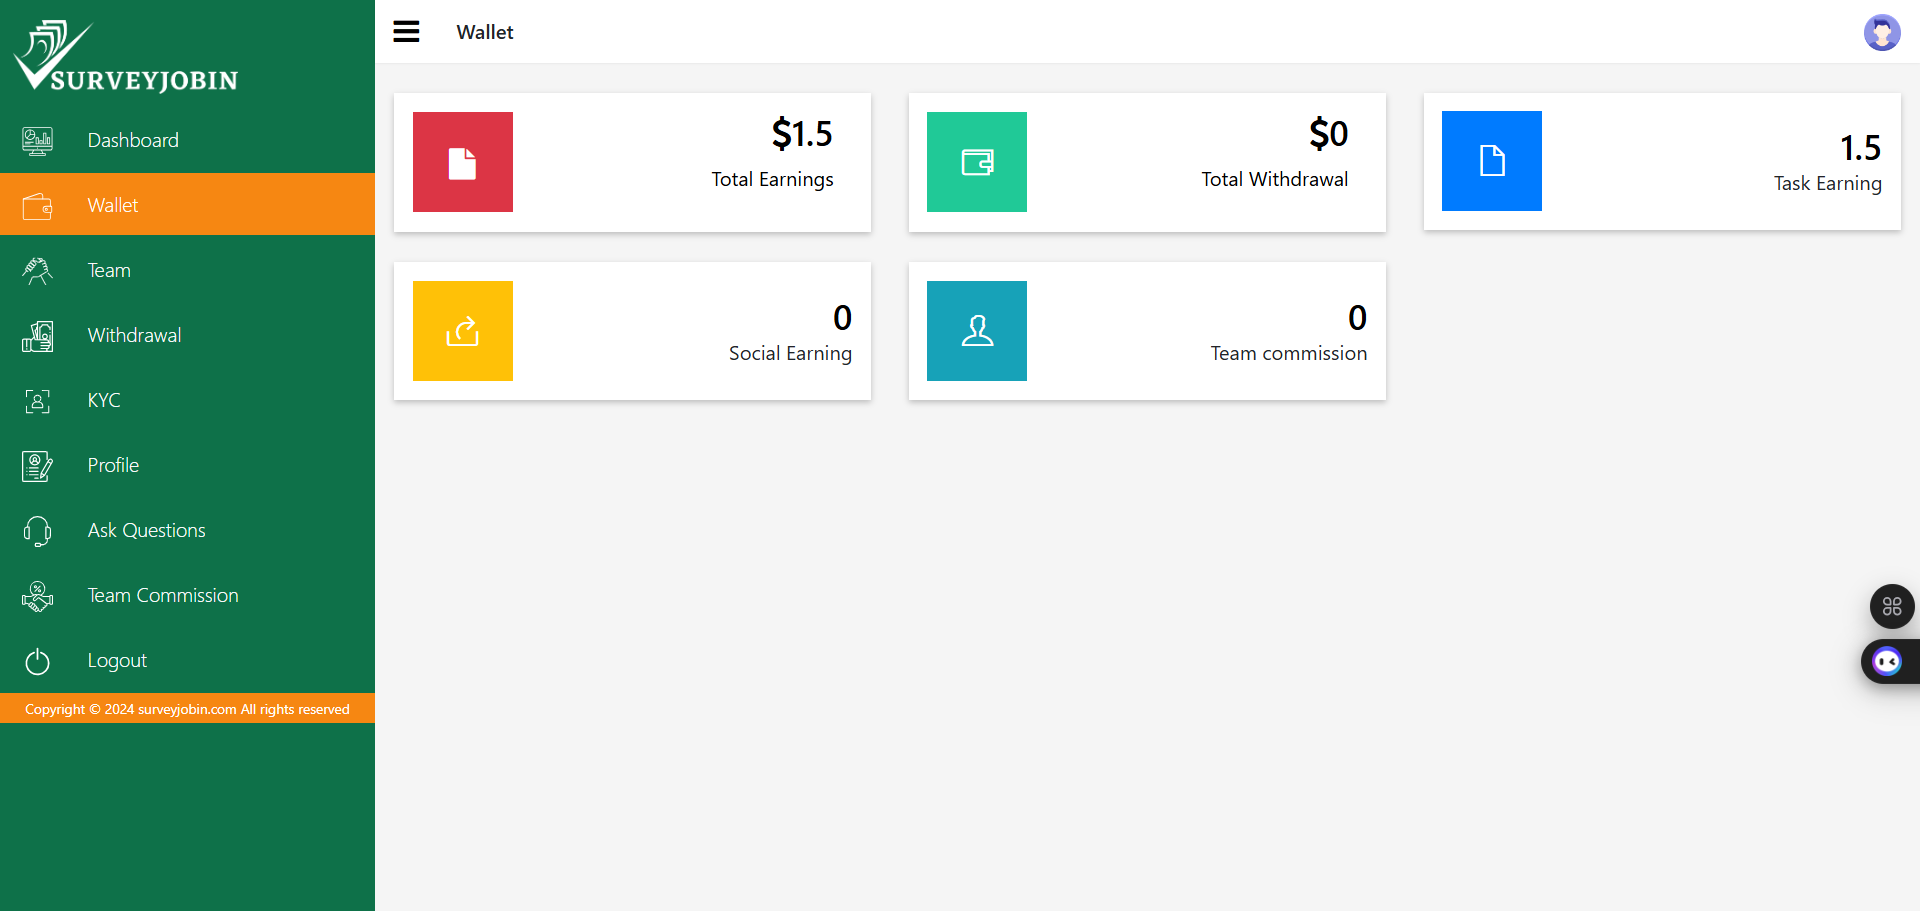 SURVEYJOBIN
Dashboard
Wallet
Team
Withdrawal
KYC
Profile
Ask Questions
Team Commission
Logout
Copyright © 2024 surveyjobin.com All rights reserved
Wallet
$1.5
Total Earnings
$0
Total Withdrawal
1.5
Task Earning
0
Social Earning
0
Team commission